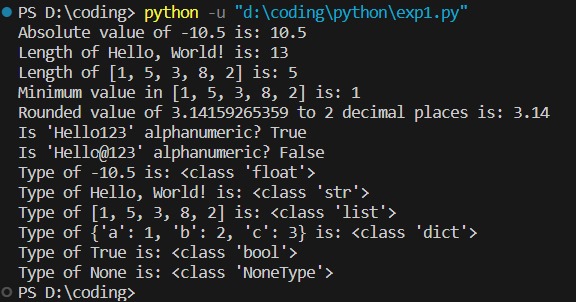 PS D:\coding> python -u "d:\coding\python\exp1.py"
Absolute value of -10.5 is: 10.5
Length of Hello, World! is: 13
Length of [1, 5, 3, 8, 2] is: 5
Minimum value in [1, 5, 3, 8, 2] is: 1
Rounded value of 3.14159265359 to 2 decimal places is: 3.14
Is 'Hello123' alphanumeric? True
Is 'Hello@123' alphanumeric? False
Type of -10.5 is: <class 'float'>
Type of Hello, World! is: <class 'str'>
Type of [1, 5, 3, 8, 2] is: <class 'list'>
Type of {'a': 1, 'b': 2, 'c': 3} is: <class 'dict'>
Type of True is: <class 'bool'>
Type of None is: <class 'NoneType'>
PS D:\coding>